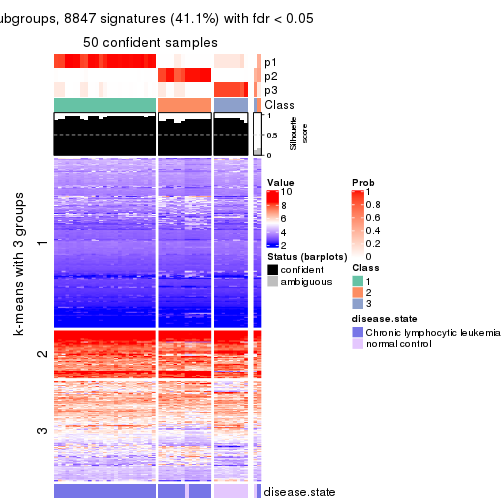 ubgroups, 8847 signatures (41.1%) with fdr < 0.05
50 confident samples
p1
p2
p3
Class
1
0.5
0
Silhouette
score
k-means with 3 groups
1
2
3
disease.state
Value
10
8
6
4
2
Status (barplots)
confident
ambiguous
Prob
1
0.8
0.6
0.4
0.2
0
Class
1
2
3
disease.state
Chronic lymphocytic leukemia
normal control